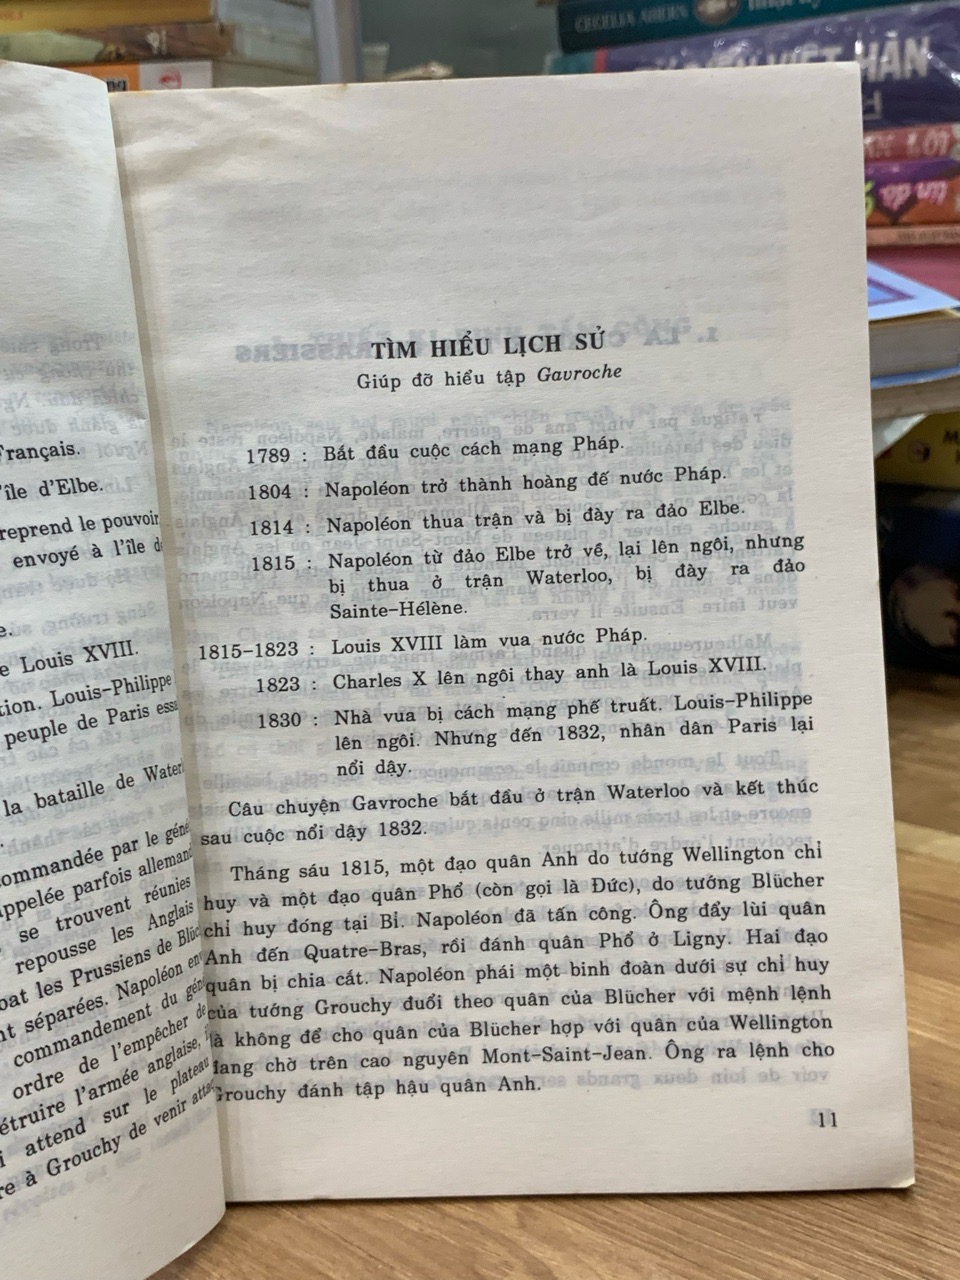 Français.
l'île d'Elbe.
reprend le pouvoir
envoyé à l'île
Louis XVIII.
Louis-Philippe
peuple de Paris
la bataille de
commandée par le
appelée parfois
se trouvent réunies
repousse les Anglais
les Prussiens de
séparées. Napoléon
commandement du
ordre de l'empêcher
l'armée anglaise,
attend sur le plateau
à Grouchy de venir
TÌM HIỂU LỊCH SỬ
Giúp đỡ hiểu tập Gavroche
1789 : Bắt đầu cuộc cách mạng Pháp.
1804 : Napoléon trở thành hoàng đế nước Pháp.
1814 : Napoléon thua trận và bị đày ra đảo Elbe.
1815 : Napoléon từ đảo Elbe trở về, lại lên ngôi, nhưng
bị thua ở trận Waterloo, bị đày ra đảo
Sainte-Hélène.
1815-1823 : Louis XVIII làm vua nước Pháp.
1823 : Charles X lên ngôi thay anh là Louis XVIII.
1830 : Nhà vua bị cách mạng phế truất. Louis-Philippe
lên ngôi. Nhưng đến 1832, nhân dân Paris lại
nổi dậy.
Câu chuyện Gavroche bắt đầu ở trận Waterloo và kết thúc
sau cuộc nổi dậy 1832.
Tháng sáu 1815, một đạo quân Anh do tướng Wellington chỉ
huy và một đạo quân Phổ (còn gọi là Đức), do tướng Blücher
chỉ huy đóng tại Bỉ. Napoléon đã tấn công. Ông đẩy lùi quân
Anh đến Quatre-Bras, rồi đánh quân Phổ ở Ligny. Hai đạo
quân bị chia cắt. Napoléon phái một binh đoàn dưới sự chỉ huy
của tướng Grouchy đuổi theo quân của Blücher với mệnh lệnh
là không để cho quân của Blücher hợp với quân của Wellington
đang chờ trên cao nguyên Mont-Saint-Jean. Ông ra lệnh cho
Grouchy đánh tập hậu quân Anh.
11